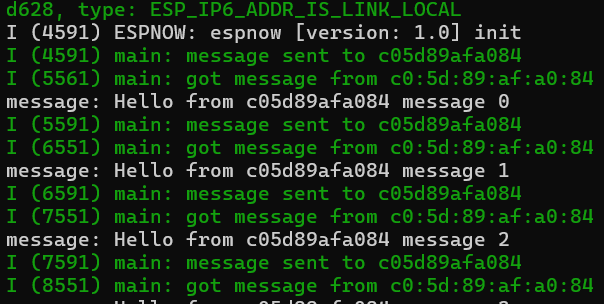 d628, type: ESP_IP6_ADDR_IS_LINK_LOCAL
I (4591) ESPNOW: espnow [version: 1.0] init
I (4591) main: message sent to c05d89afa084
I (5561) main: got message from c0:5d:89:af:a0:84
message: Hello from c05d89afa084 message 0
I (5591) main: message sent to c05d89afa084
I (6551) main: got message from c0:5d:89:af:a0:84
message: Hello from c05d89afa084 message 1
I (6591) main: message sent to c05d89afa084
I (7551) main: got message from c0:5d:89:af:a0:84
message: Hello from c05d89afa084 message 2
I (7591) main: message sent to c05d89afa084
I (8551) main: got message from c0:5d:89:af:a0:84